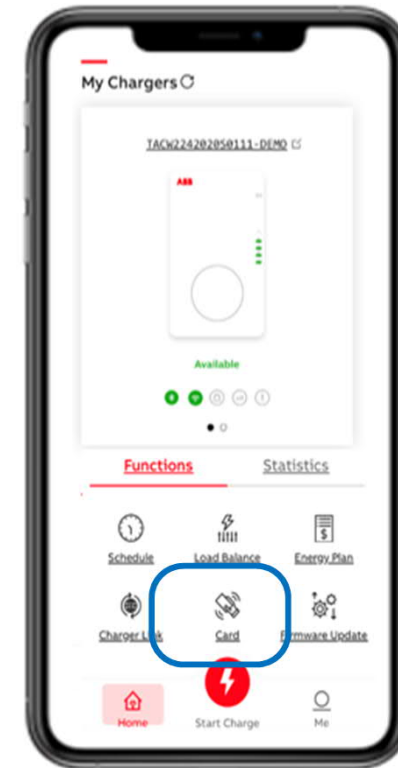 My Chargers
TACW224202050111-DEMO
ABB
Available
Functions Statistics
Schedule Load Balance Energy Plan
Charger Link Card Firmware Update
Home Start Charge Me